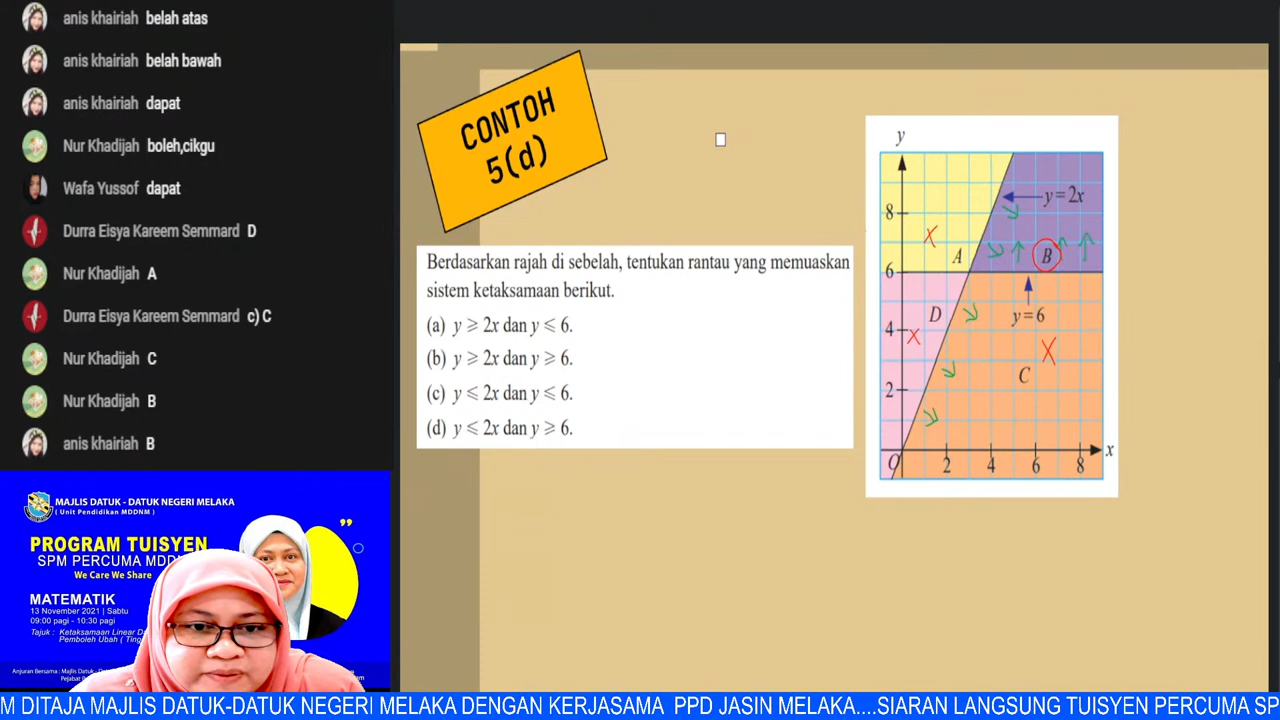 anis khairiah belah atas
anis khairiah belah bawah
anis khairiah dapat
Nur Khadijah boleh,cikgu
Wafa Yussof dapat
Durra Eisya Kareem Semmard D
Nur Khadijah A
Durra Eisya Kareem Semmard c) C
Nur Khadijah C
Nur Khadijah B
anis khairiah B
MAJLIS DATUK - DATUK NEGERI MELAKA
( Unit Pendidikan MDDNM )
PROGRAM TUISYEN
SPM PERCUMA
We Care We Share
MATEMATIK
13 November 2021 | Sabtu
09:00 pagi - 10:30 pagi
Tajuk : Ketaksamaan Linear
Pemboleh Ubah
CONTOH
5(d)
Berdasarkan rajah di sebelah, tentukan rantau yang memuaskan
sistem ketaksamaan berikut.
(a) y ⩾ 2x dan y ⩽ 6.
(b) y ⩾ 2x dan y ⩾ 6.
(c) y ⩽ 2x dan y ⩽ 6.
(d) y ⩽ 2x dan y ⩾ 6.
y
8
y = 2x
X
A
B
6
D
y = 6
4
X
X
C
2
O
2
4
6
8
x
M DITAJA MAJLIS DATUK-DATUK NEGERI MELAKA DENGAN KERJASAMA PPD JASIN MELAKA....SIARAN LANGSUNG TUISYEN PERCUMA SP